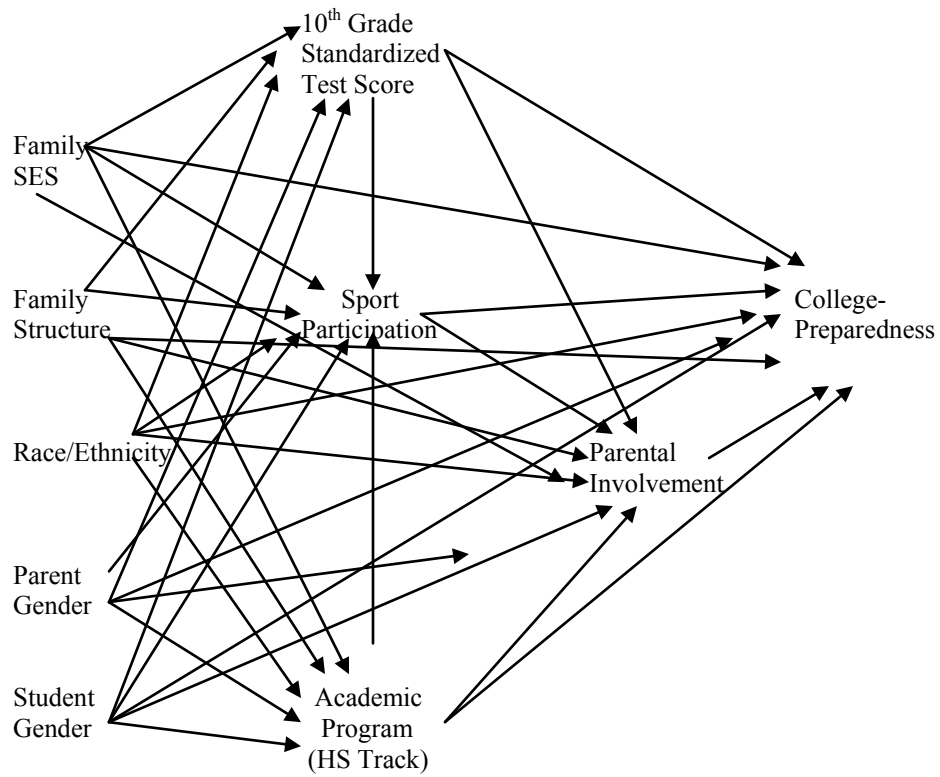 10th Grade
Standardized
Test Score
Family
SES
Family
Structure
Sport
Participation
College-
Preparedness
Race/Ethnicity
Parental
Involvement
Parent
Gender
Student
Gender
Academic
Program
(HS Track)